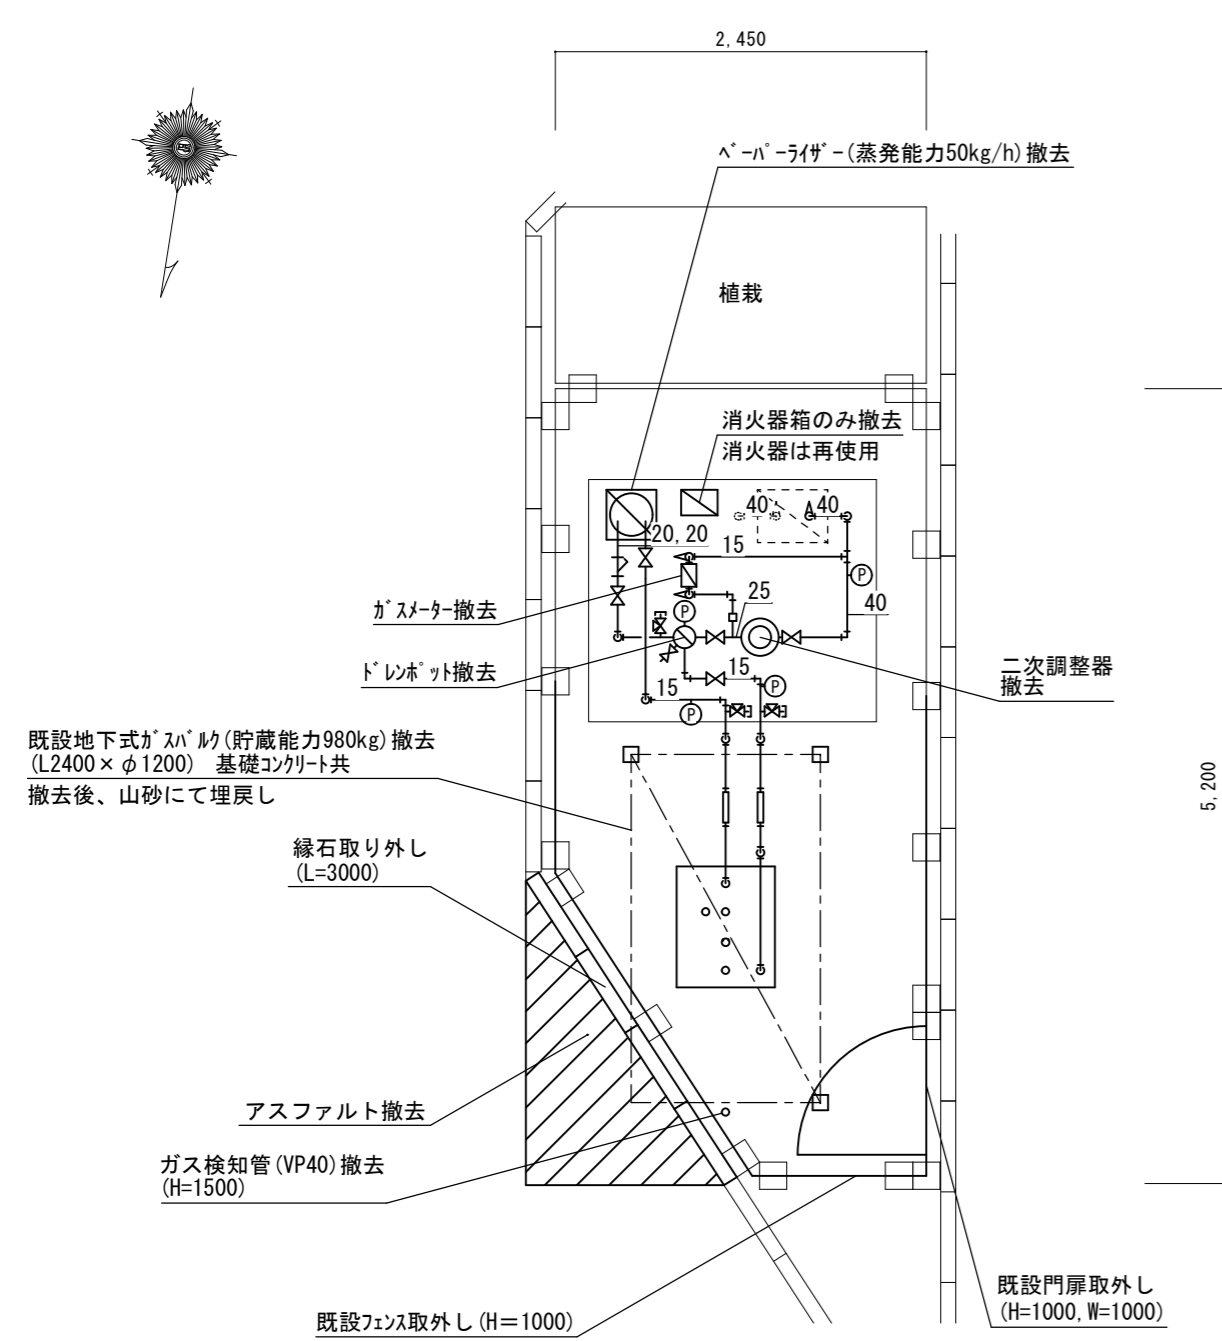 2,450
ベーパーライザー(蒸発能力50kg/h)撤去
植栽
消火器箱のみ撤去
消火器は再使用
40
40
20,20
15
P
25
40
ガスメーター撤去
P
ドレンポット撤去
15
二次調整器
撤去
P
15
P
既設地下式ガスバルク(貯蔵能力980kg)撤去
(L2400×φ1200) 基礎コンクリート共
撤去後、山砂にて埋戻し
5,200
縁石取り外し
(L=3000)
アスファルト撤去
ガス検知管(VP40)撤去
(H=1500)
既設門扉取外し
(H=1000,W=1000)
既設フェンス取外し(H=1000)